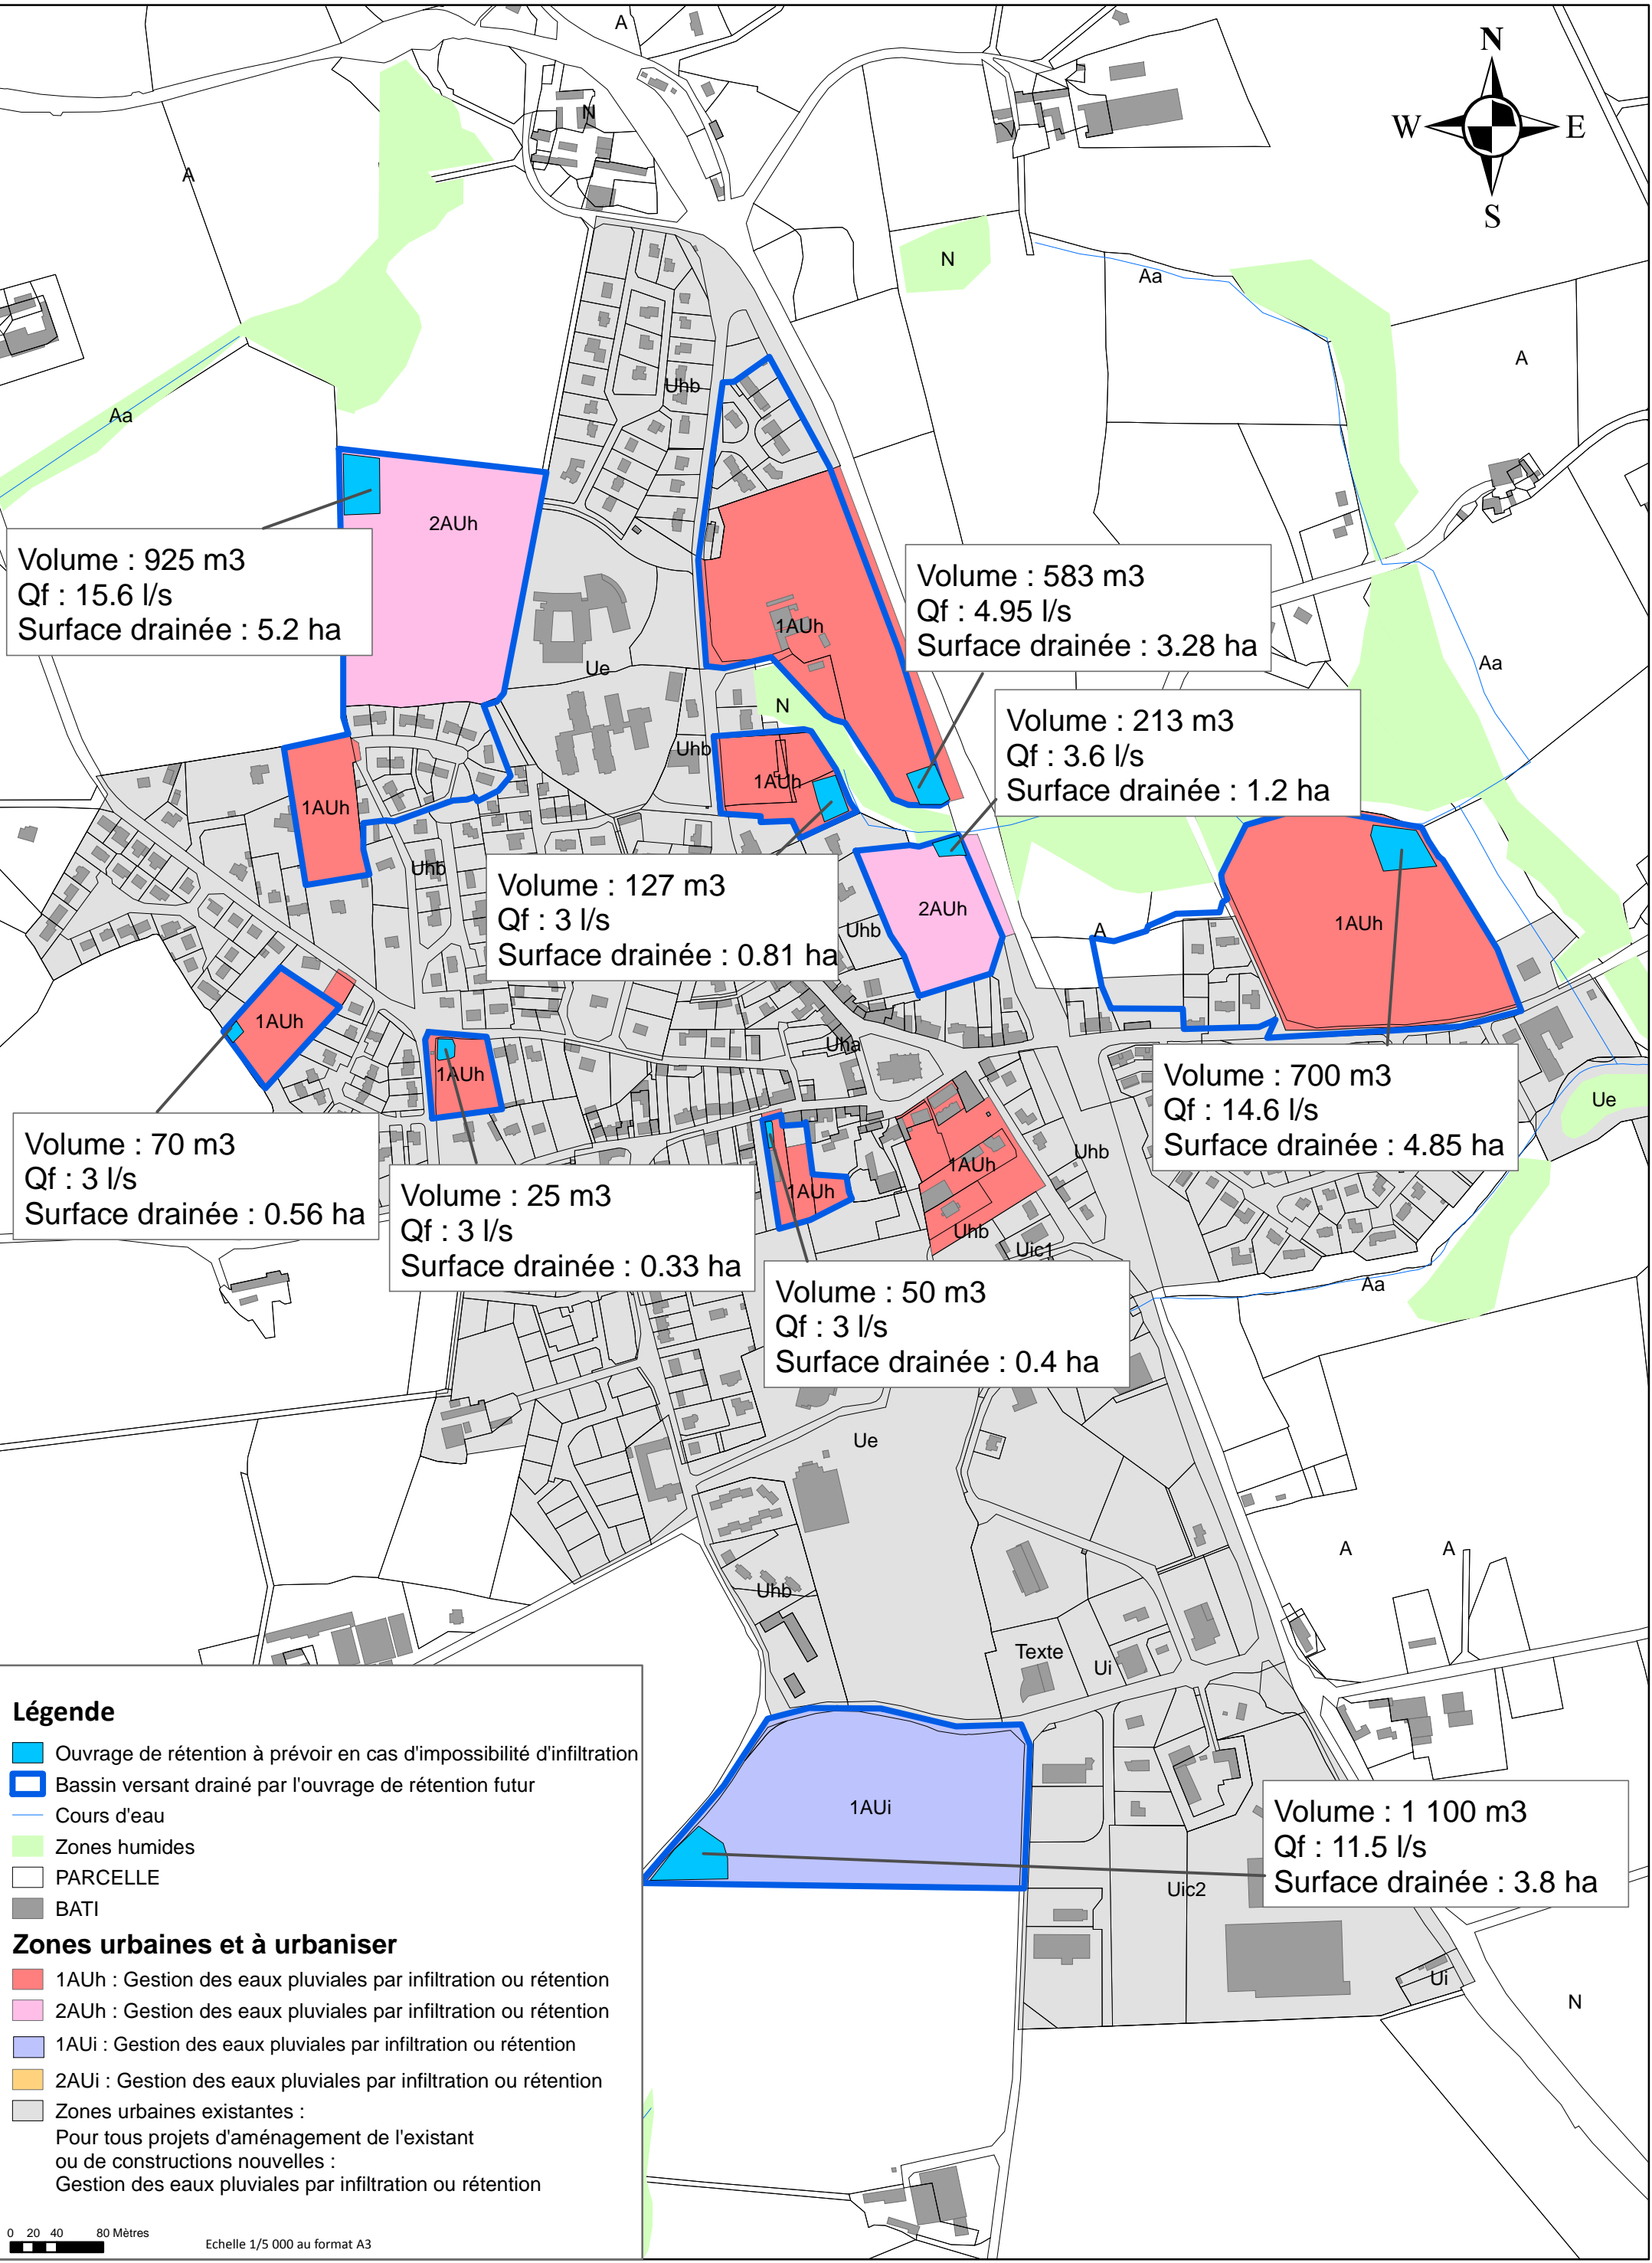 A
N
W
E
S
N
A
N
Aa
A
Uhb
Aa
2AUh
Volume : 925 m3
Qf : 15.6 l/s
Surface drainée : 5.2 ha
Volume : 583 m3
Qf : 4.95 l/s
Surface drainée : 3.28 ha
1AUh
Ue
Aa
N
Volume : 213 m3
Qf : 3.6 l/s
Surface drainée : 1.2 ha
Uhb
1AUh
1AUh
Uhb
Volume : 127 m3
Qf : 3 l/s
Surface drainée : 0.81 ha
2AUh
Uhb
A
1AUh
1AUh
Uha
1AUh
Volume : 700 m3
Qf : 14.6 l/s
Surface drainée : 4.85 ha
Ue
Volume : 70 m3
Qf : 3 l/s
Surface drainée : 0.56 ha
Volume : 25 m3
Qf : 3 l/s
Surface drainée : 0.33 ha
1AUh
1AUh
Uhb
Uhb
Uic1
Volume : 50 m3
Qf : 3 l/s
Surface drainée : 0.4 ha
Aa
Ue
A
A
Uhb
Texte
Ui
1AUi
Volume : 1 100 m3
Qf : 11.5 l/s
Surface drainée : 3.8 ha
Uic2
Ui
N
Légende
Ouvrage de rétention à prévoir en cas d'impossibilité d'infiltration
Bassin versant drainé par l'ouvrage de rétention futur
Cours d'eau
Zones humides
PARCELLE
BATI
Zones urbaines et à urbaniser
1AUh : Gestion des eaux pluviales par infiltration ou rétention
2AUh : Gestion des eaux pluviales par infiltration ou rétention
1AUi : Gestion des eaux pluviales par infiltration ou rétention
2AUi : Gestion des eaux pluviales par infiltration ou rétention
Zones urbaines existantes :
Pour tous projets d'aménagement de l'existant
ou de constructions nouvelles :
Gestion des eaux pluviales par infiltration ou rétention
0 20 40 80 Mètres
Echelle 1/5 000 au format A3